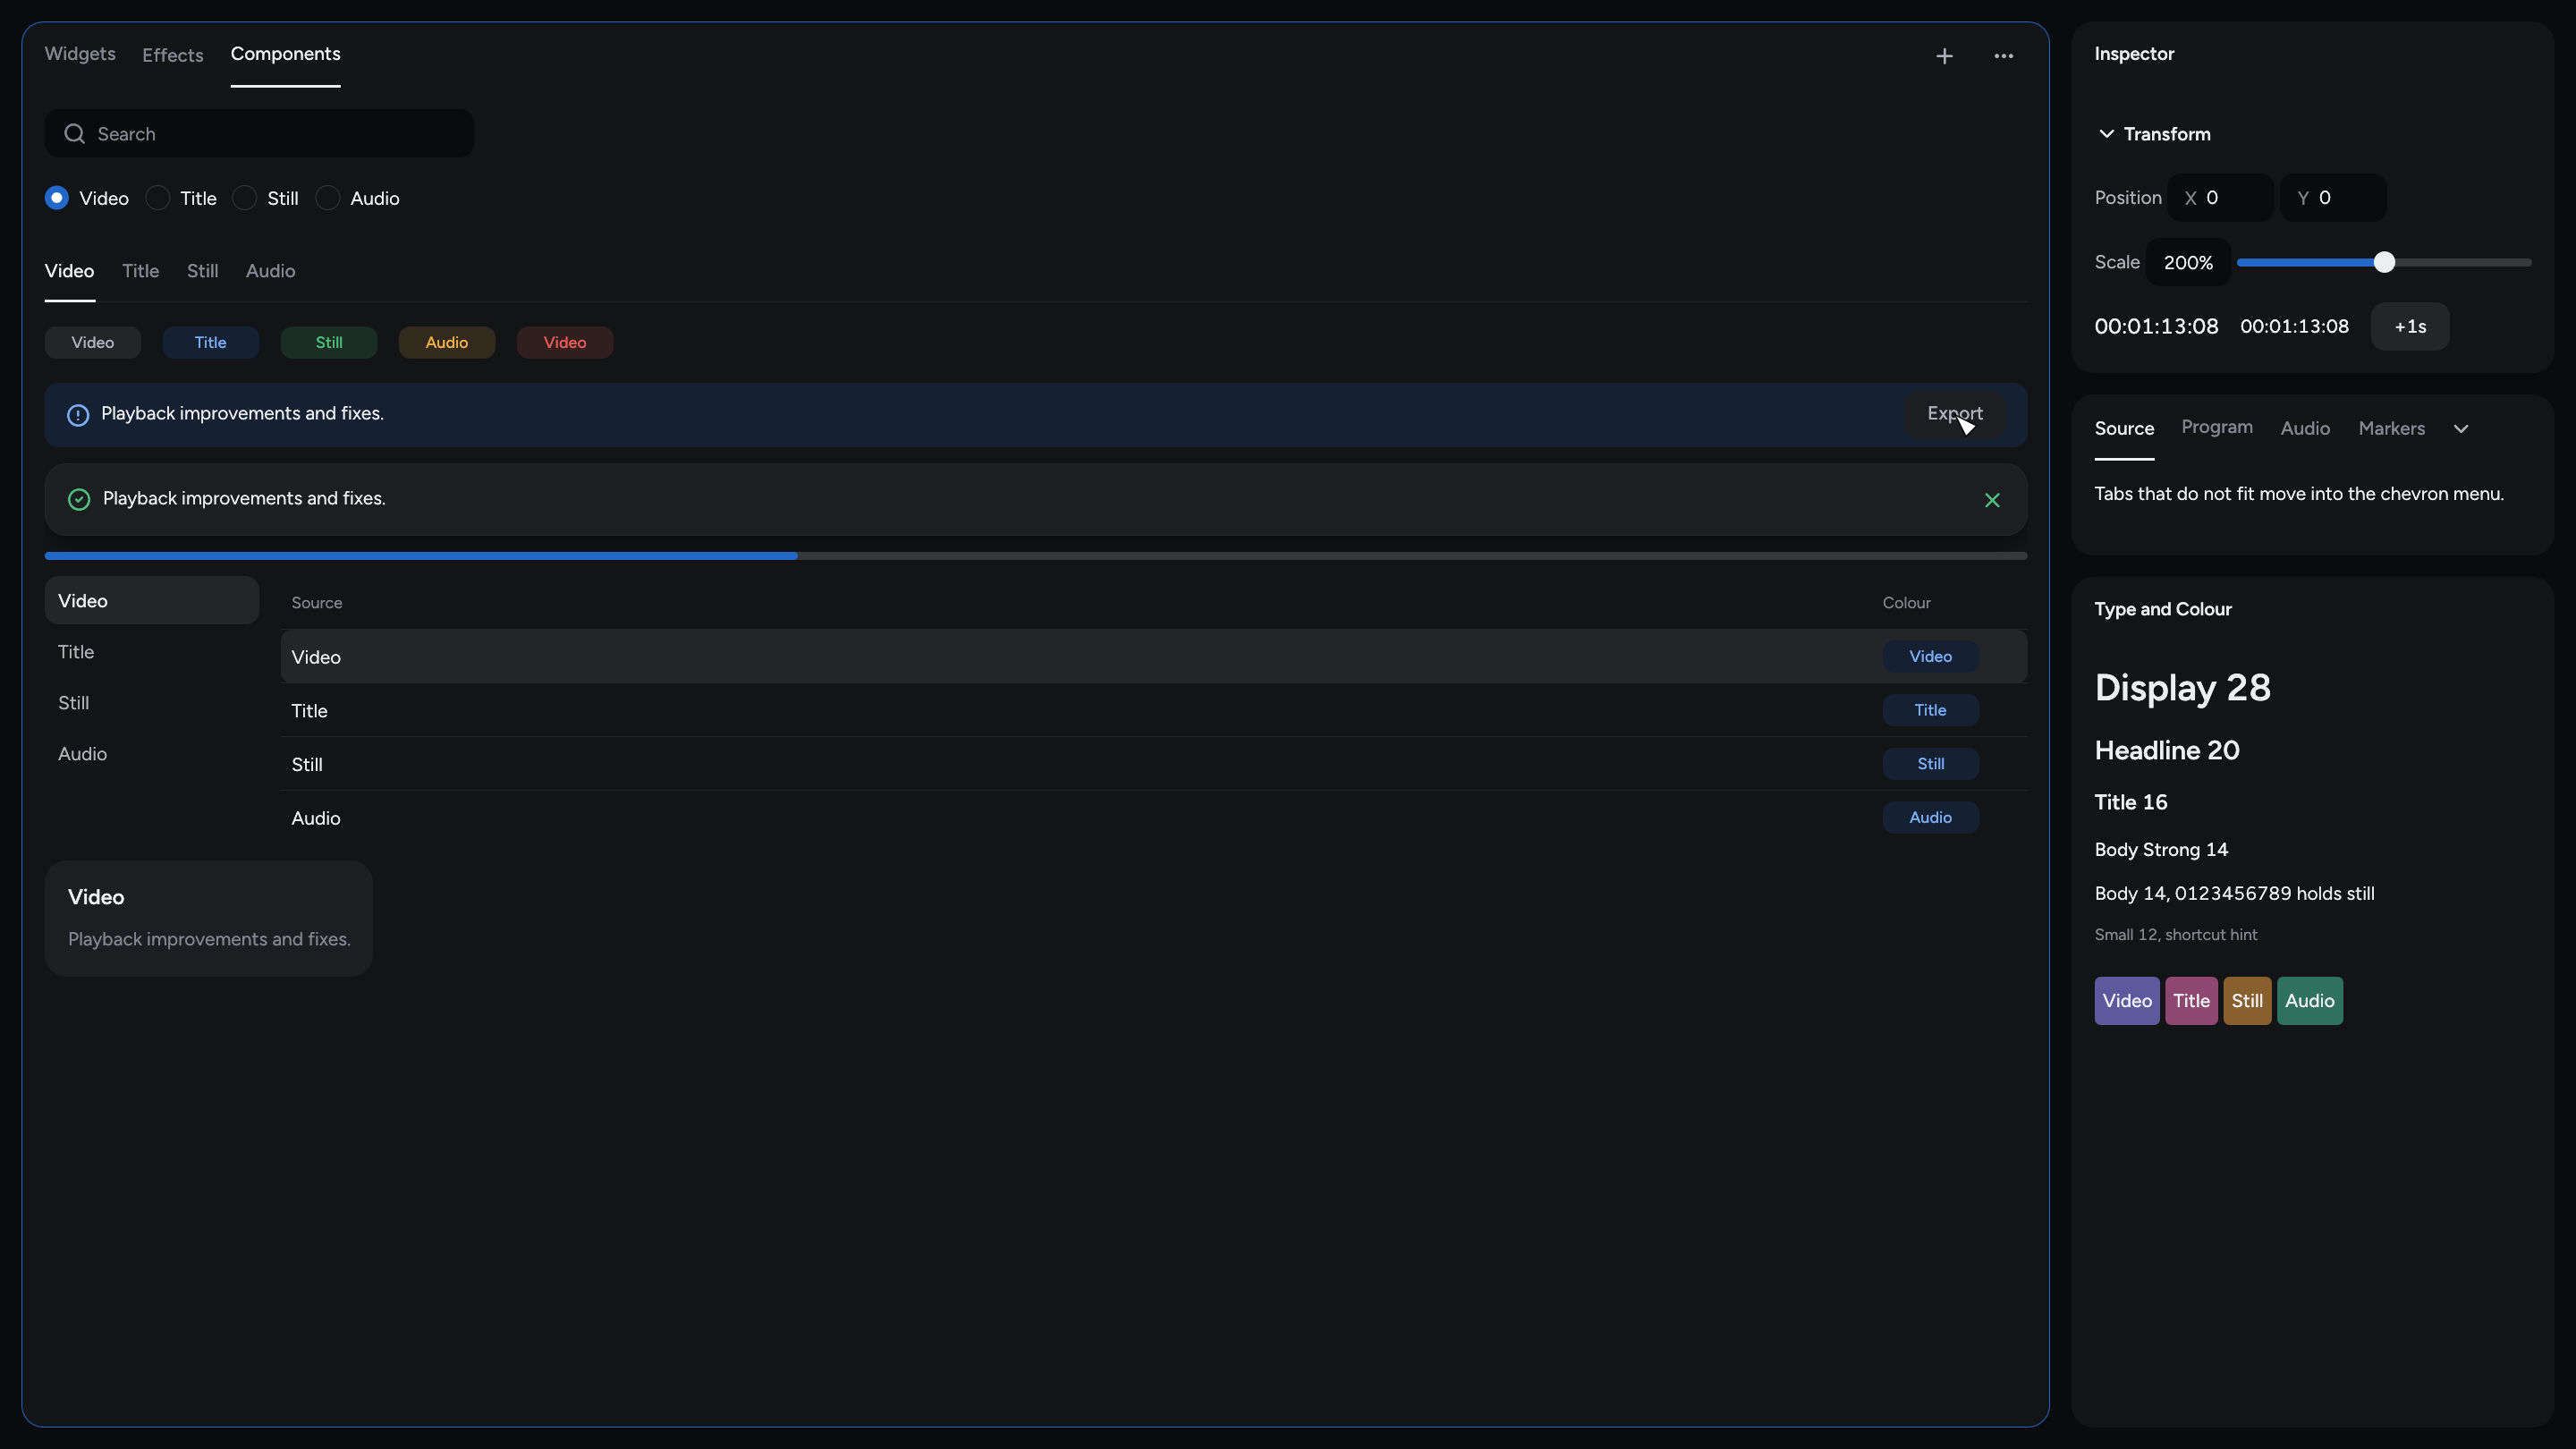 Widgets Effects Components
Search
Video Title Still Audio
Video Title Still Audio
Video Title Still Audio Video
Playback improvements and fixes. Export
Playback improvements and fixes.
Video
Title
Still
Audio
Source Colour
Video Video
Title Title
Still Still
Audio Audio
Video
Playback improvements and fixes.
Inspector
Transform
Position X 0 Y 0
Scale 200%
00:01:13:08 00:01:13:08 +1s
Source Program Audio Markers
Tabs that do not fit move into the chevron menu.
Type and Colour
Display 28
Headline 20
Title 16
Body Strong 14
Body 14, 0123456789 holds still
Small 12, shortcut hint
Video Title Still Audio